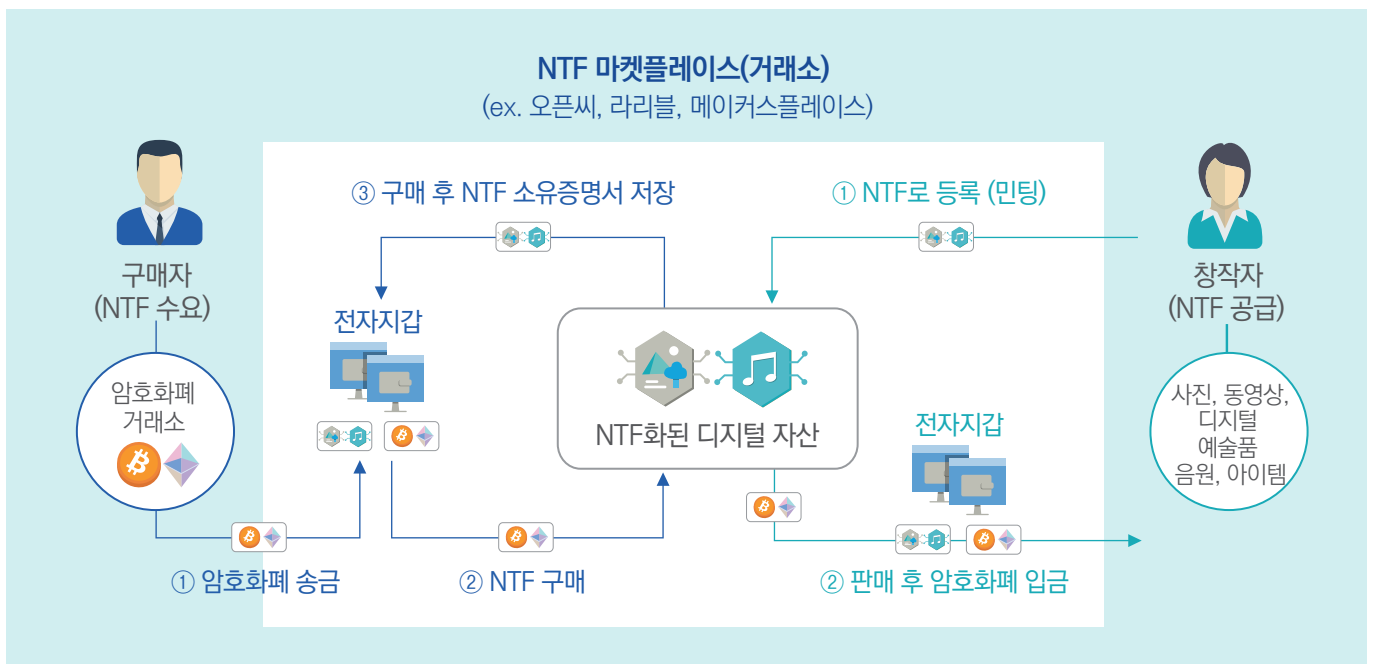 NTF 마켓플레이스(거래소)
(ex. 오픈씨, 라리블, 메이커스플레이스)
③ 구매 후 NTF 소유증명서 저장
① NTF로 등록 (민팅)
구매자
(NTF 수요)
창작자
(NTF 공급)
전자지갑
암호화폐
거래소
NTF화된 디지털 자산
전자지갑
사진, 동영상,
디지털
예술품
음원, 아이템
① 암호화폐 송금
② NTF 구매
② 판매 후 암호화폐 입금